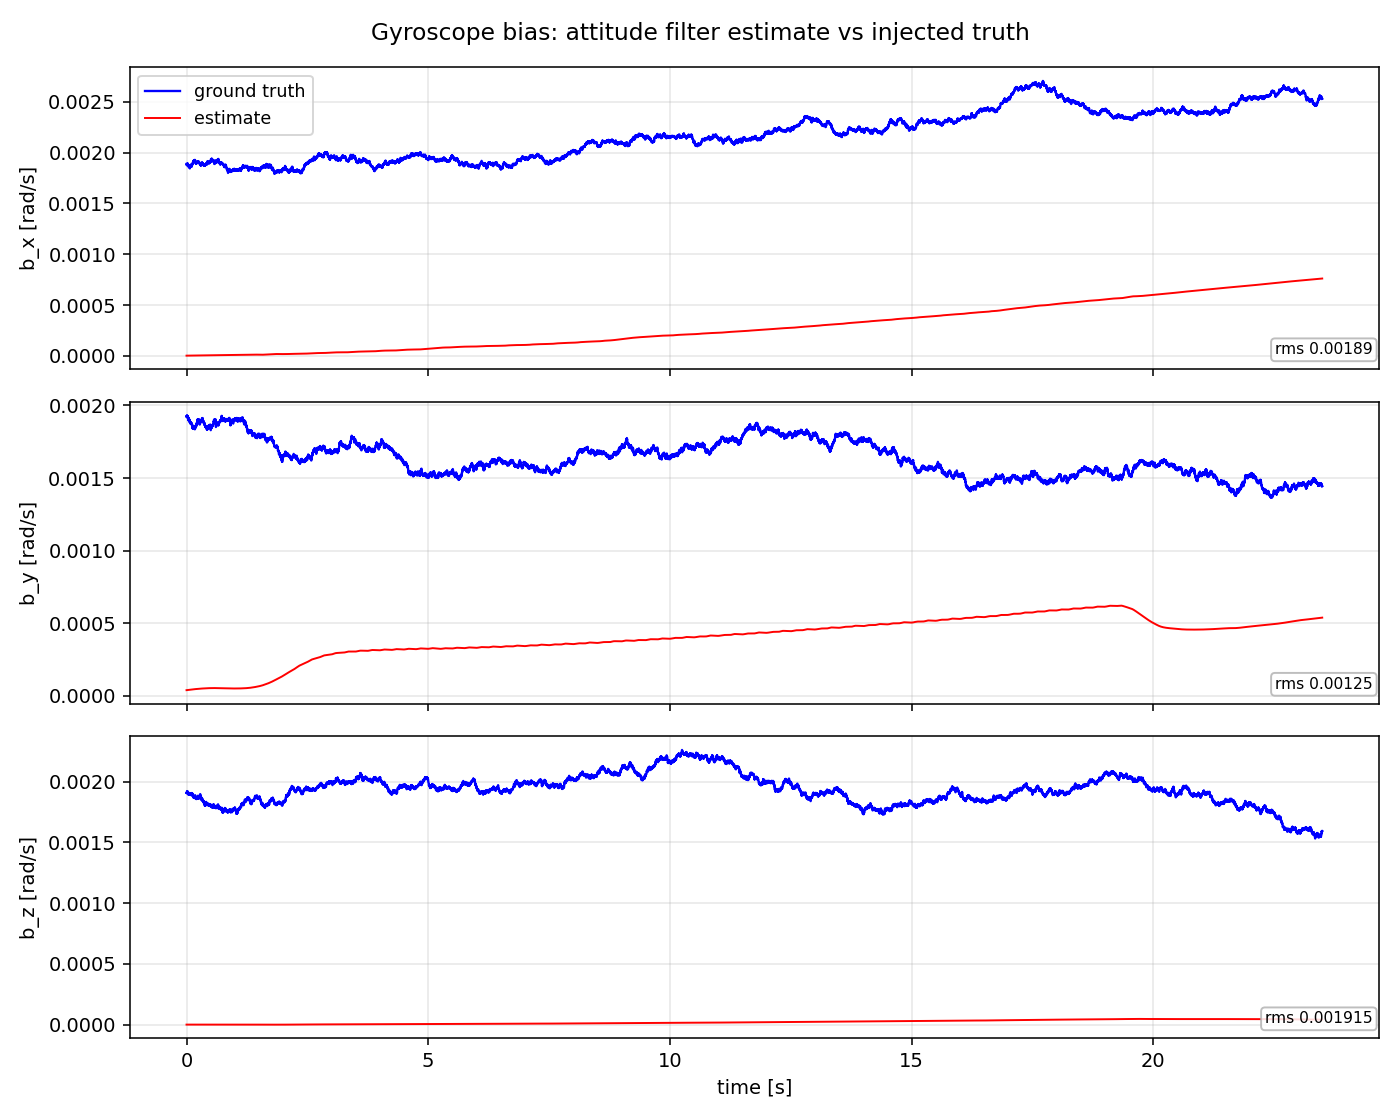 Gyroscope bias: attitude filter estimate vs injected truth
ground truth
estimate
b_x [rad/s]
0.0025
0.0020
0.0015
0.0010
0.0005
0.0000
rms 0.00189
b_y [rad/s]
0.0020
0.0015
0.0010
0.0005
0.0000
rms 0.00125
b_z [rad/s]
0.0020
0.0015
0.0010
0.0005
0.0000
rms 0.001915
0 5 10 15 20
time [s]